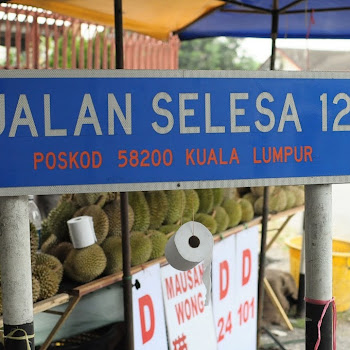 JALAN SELESA 12
POSKOD 58200 KUALA LUMPUR
MAUSAN
WONG
D
D D
24 101